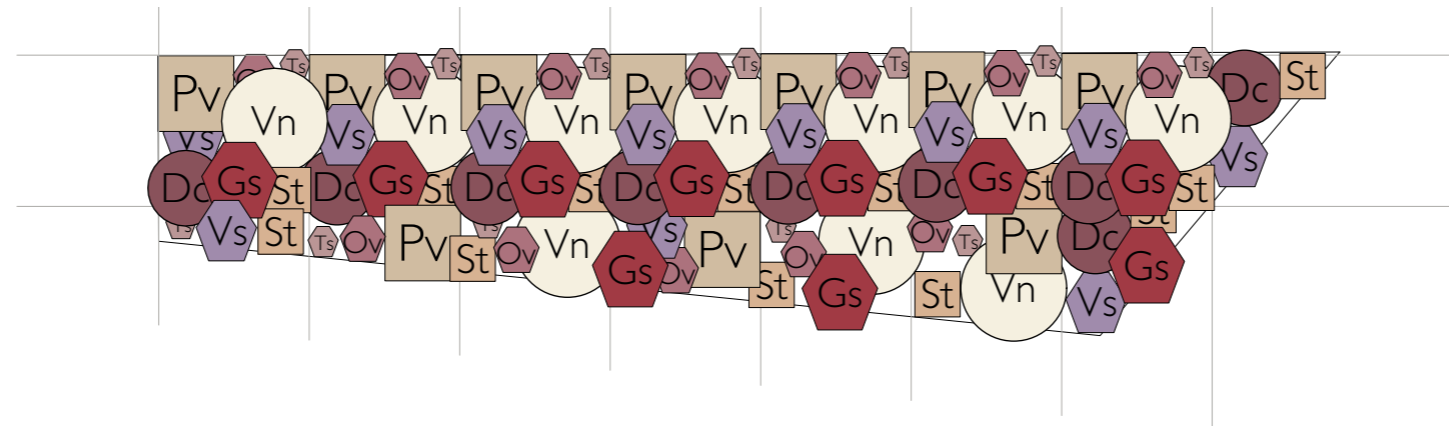 Pv Ov Ts Pv Ov Ts Pv Ov Ts Pv Ov Ts Pv Ov Ts Pv Ov Ts Pv Ov Ts Dc St
Vs Vn Vs Vn Vs Vn Vs Vn Vs Vn Vs Vn Vs Vn Vs
Dc Gs St Dc Gs St Dc Gs St Dc Gs St Dc Gs St Dc Gs St Dc Gs St
Ts Vs St Ts Ov Pv St Ts Ov Vn Vs Pv Ts Ov Vn Ov Ts Pv Dc St
Gs Ov St Gs St Vn Vs Gs